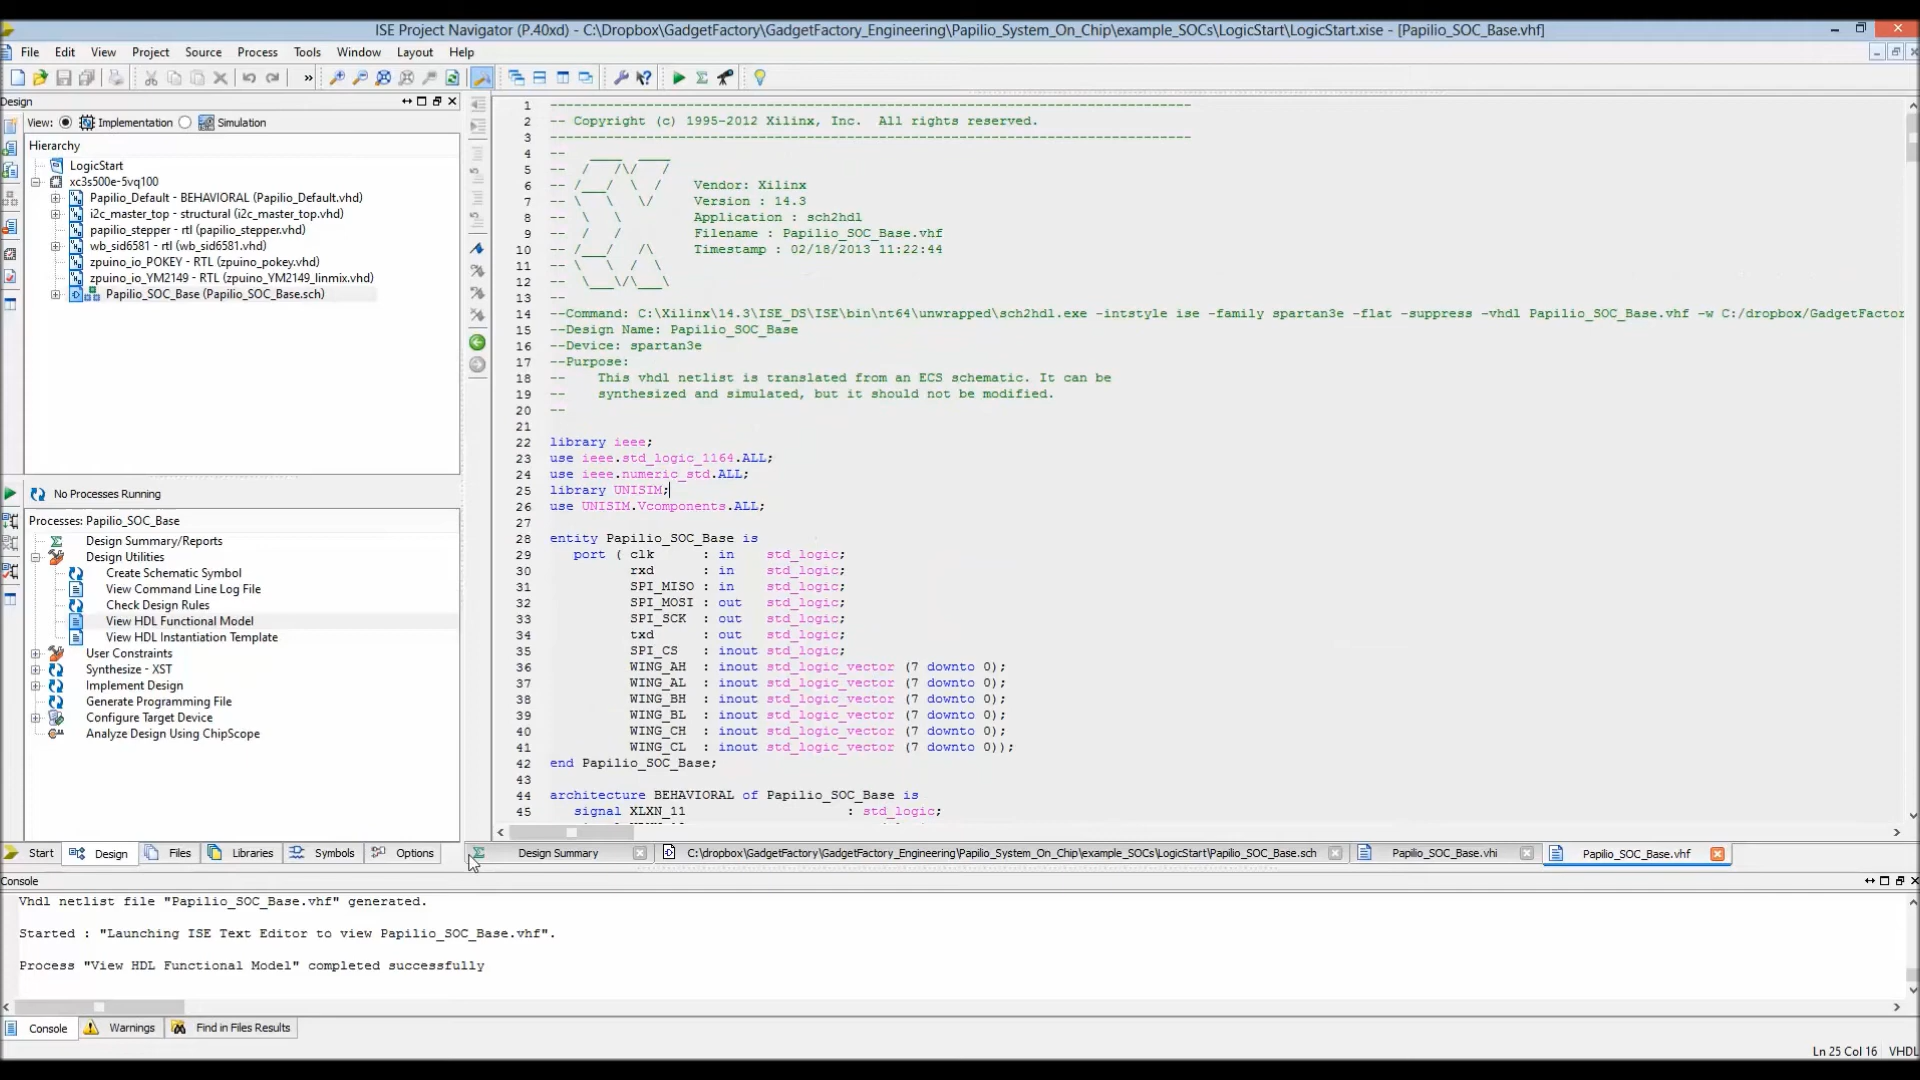 ISE Project Navigator (P.40xd) - C:\Dropbox\GadgetFactory\GadgetFactory_Engineering\Papilio_System_On_Chip\example_SOCs\LogicStart\LogicStart.xise - [Papilio_SOC_Base.vhf]
File Edit View Project Source Process Tools Window Layout Help
Design
View: Implementation Simulation
Hierarchy
LogicStart
xc3s500e-5vq100
Papilio_Default - BEHAVIORAL (Papilio_Default.vhd)
i2c_master_top - structural (i2c_master_top.vhd)
papilio_stepper - rtl (papilio_stepper.vhd)
wb_sid6581 - rtl (wb_sid6581.vhd)
zpuino_io_POKEY - RTL (zpuino_pokey.vhd)
zpuino_io_YM2149 - RTL (zpuino_YM2149_linmix.vhd)
Papilio_SOC_Base (Papilio_SOC_Base.sch)
No Processes Running
Processes: Papilio_SOC_Base
Design Summary/Reports
Design Utilities
Create Schematic Symbol
View Command Line Log File
Check Design Rules
View HDL Functional Model
View HDL Instantiation Template
User Constraints
Synthesize - XST
Implement Design
Generate Programming File
Configure Target Device
Analyze Design Using ChipScope
Start Design Files Libraries Symbols Options
1 --------------------------------------------------------------------------------
2 -- Copyright (c) 1995-2012 Xilinx, Inc.  All rights reserved.
3 --------------------------------------------------------------------------------
4 --   ____  ____
5 --  /   /\/   /
6 -- /___/  \  /    Vendor: Xilinx
7 -- \   \   \/     Version : 14.3
8 --  \   \         Application : sch2hdl
9 --  /   /         Filename : Papilio_SOC_Base.vhf
10 -- /___/   /\     Timestamp : 02/18/2013 11:22:44
11 -- \   \  /  \
12 --  \___\/\___\
13 --
14 --Command: C:\Xilinx\14.3\ISE_DS\ISE\bin\nt64\unwrapped\sch2hdl.exe -intstyle ise -family spartan3e -flat -suppress -vhdl Papilio_SOC_Base.vhf -w C:/dropbox/GadgetFactor
15 --Design Name: Papilio_SOC_Base
16 --Device: spartan3e
17 --Purpose:
18 --    This vhdl netlist is translated from an ECS schematic. It can be
19 --    synthesized and simulated, but it should not be modified.
20 --
21
22 library ieee;
23 use ieee.std_logic_1164.ALL;
24 use ieee.numeric_std.ALL;
25 library UNISIM;
26 use UNISIM.Vcomponents.ALL;
27
28 entity Papilio_SOC_Base is
29 port ( clk : in std_logic;
30 rxd : in std_logic;
31 SPI_MISO : in std_logic;
32 SPI_MOSI : out std_logic;
33 SPI_SCK : out std_logic;
34 txd : out std_logic;
35 SPI_CS : inout std_logic;
36 WING_AH : inout std_logic_vector (7 downto 0);
37 WING_AL : inout std_logic_vector (7 downto 0);
38 WING_BH : inout std_logic_vector (7 downto 0);
39 WING_BL : inout std_logic_vector (7 downto 0);
40 WING_CH : inout std_logic_vector (7 downto 0);
41 WING_CL : inout std_logic_vector (7 downto 0));
42 end Papilio_SOC_Base;
43
44 architecture BEHAVIORAL of Papilio_SOC_Base is
45 signal XLXN_11 : std_logic;
Design Summary C:\dropbox\GadgetFactory\GadgetFactory_Engineering\Papilio_System_On_Chip\example_SOCs\LogicStart\Papilio_SOC_Base.sch Papilio_SOC_Base.vhi Papilio_SOC_Base.vhf
Console
Vhdl netlist file "Papilio_SOC_Base.vhf" generated.
Started : "Launching ISE Text Editor to view Papilio_SOC_Base.vhf".
Process "View HDL Functional Model" completed successfully
Console Warnings Find in Files Results
Ln 25 Col 16 VHDL